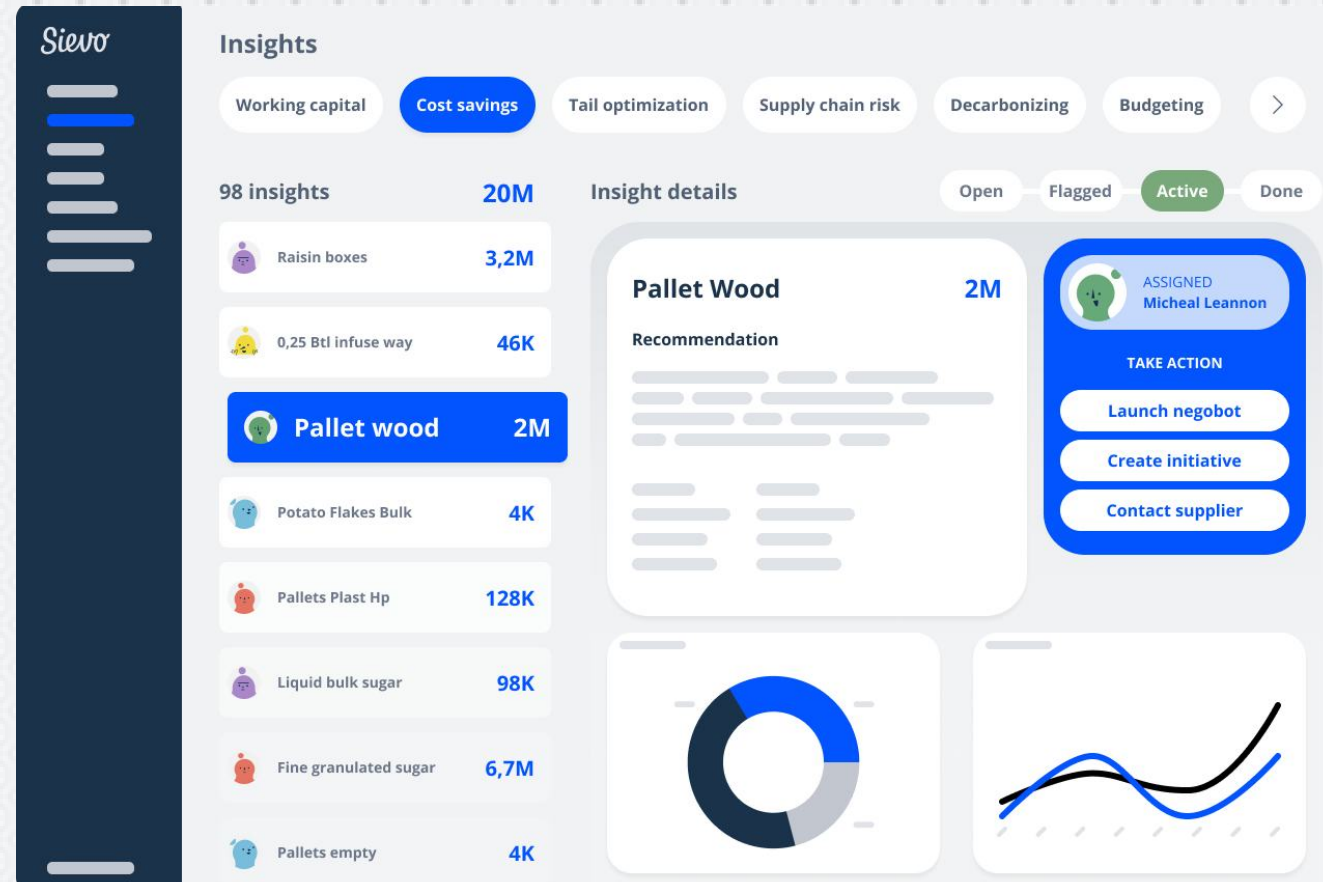 Sievo
Insights
Working capital
Cost savings
Tail optimization
Supply chain risk
Decarbonizing
Budgeting
98 insights
20M
Raisin boxes
3,2M
0,25 Btl infuse way
46K
Pallet wood
2M
Potato Flakes Bulk
4K
Pallets Plast Hp
128K
Liquid bulk sugar
98K
Fine granulated sugar
6,7M
Pallets empty
4K
Insight details
Open
Flagged
Active
Done
Pallet Wood
2M
Recommendation
ASSIGNED
Micheal Leannon
TAKE ACTION
Launch negobot
Create initiative
Contact supplier